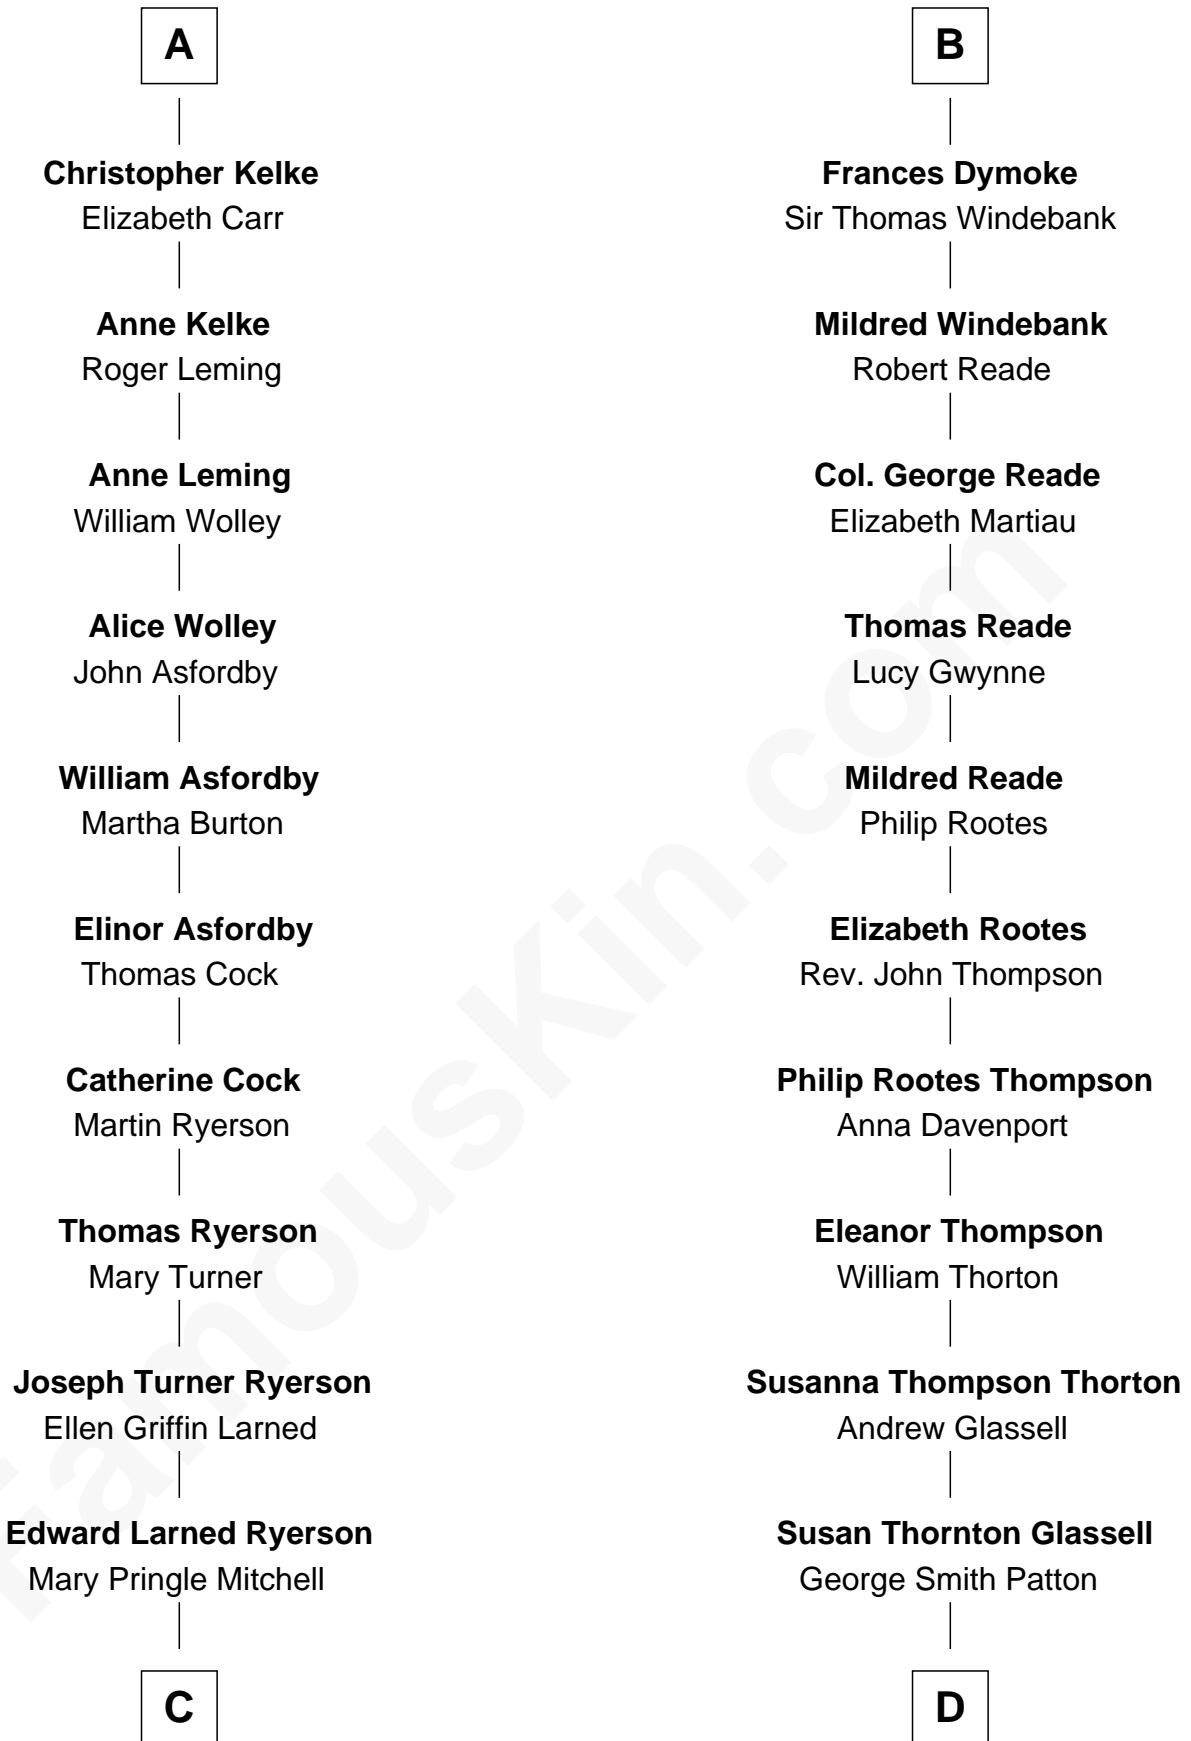 A
Christopher Kelke
Elizabeth Carr
Anne Kelke
Roger Leming
Anne Leming
William Wolley
Alice Wolley
John Asfordby
William Asfordby
Martha Burton
Elinor Asfordby
Thomas Cock
Catherine Cock
Martin Ryerson
Thomas Ryerson
Mary Turner
Joseph Turner Ryerson
Ellen Griffin Larned
Edward Larned Ryerson
Mary Pringle Mitchell
C
B
Frances Dymoke
Sir Thomas Windebank
Mildred Windebank
Robert Reade
Col. George Reade
Elizabeth Martiau
Thomas Reade
Lucy Gwynne
Mildred Reade
Philip Rootes
Elizabeth Rootes
Rev. John Thompson
Philip Rootes Thompson
Anna Davenport
Eleanor Thompson
William Thorton
Susanna Thompson Thorton
Andrew Glassell
Susan Thornton Glassell
George Smith Patton
D
FamousKin.com